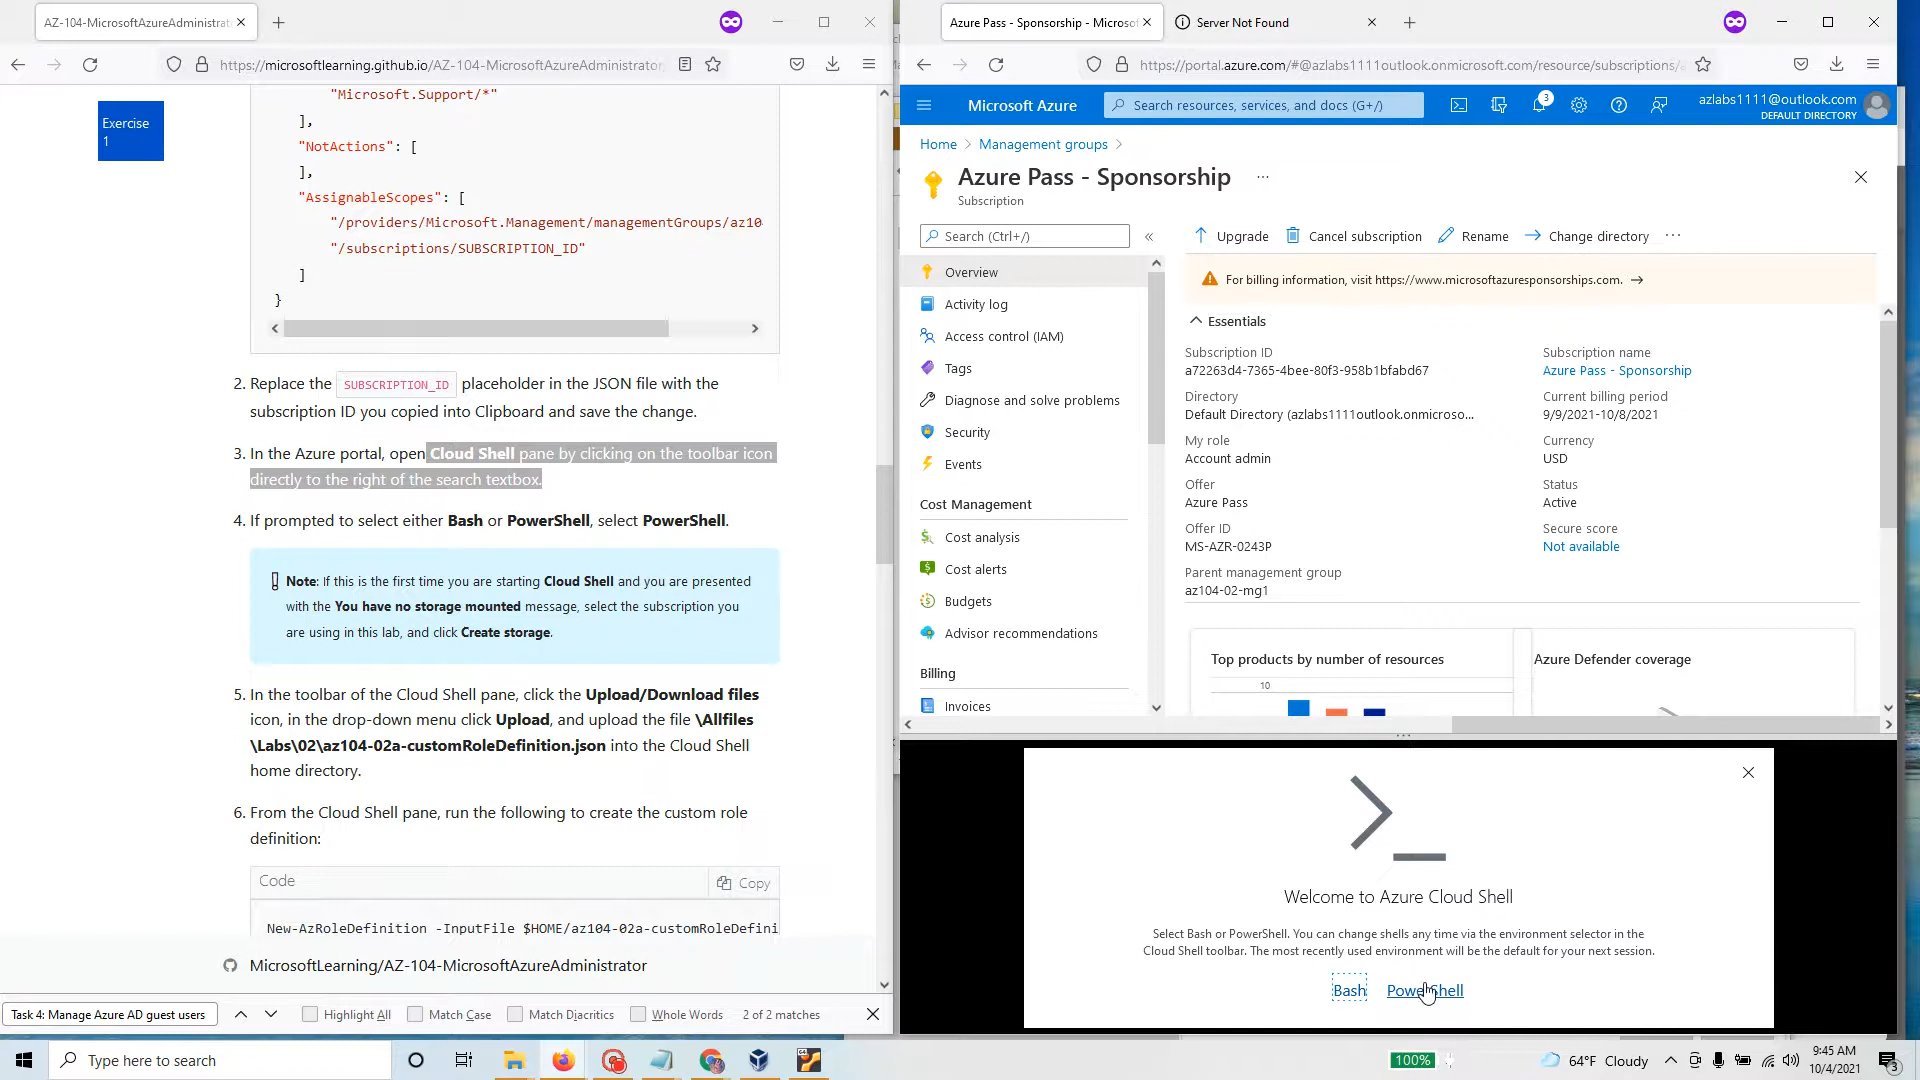 AZ-104-MicrosoftAzureAdministrat
https://microsoftlearning.github.io/AZ-104-MicrosoftAzureAdministrator
Exercise
1
"Microsoft.Support/*"
],
"NotActions": [
],
"AssignableScopes": [
"/providers/Microsoft.Management/managementGroups/az10
"/subscriptions/SUBSCRIPTION_ID"
]
}
2. Replace the SUBSCRIPTION_ID placeholder in the JSON file with the
subscription ID you copied into Clipboard and save the change.
3. In the Azure portal, open Cloud Shell pane by clicking on the toolbar icon
directly to the right of the search textbox.
4. If prompted to select either Bash or PowerShell, select PowerShell.
Note: If this is the first time you are starting Cloud Shell and you are presented
with the You have no storage mounted message, select the subscription you
are using in this lab, and click Create storage.
5. In the toolbar of the Cloud Shell pane, click the Upload/Download files
icon, in the drop-down menu click Upload, and upload the file \Allfiles
\Labs\02\az104-02a-customRoleDefinition.json into the Cloud Shell
home directory.
6. From the Cloud Shell pane, run the following to create the custom role
definition:
Code
Copy
New-AzRoleDefinition -InputFile $HOME/az104-02a-customRoleDefini
MicrosoftLearning/AZ-104-MicrosoftAzureAdministrator
Task 4: Manage Azure AD guest users
Highlight All
Match Case
Match Diacritics
Whole Words
2 of 2 matches
Azure Pass - Sponsorship - Microsof
Server Not Found
https://portal.azure.com/#@azlabs1111outlook.onmicrosoft.com/resource/subscriptions/
Microsoft Azure
Search resources, services, and docs (G+/)
3
azlabs1111@outlook.com
DEFAULT DIRECTORY
Home > Management groups >
Azure Pass - Sponsorship ...
Subscription
Search (Ctrl+/)
«
Upgrade
Cancel subscription
Rename
Change directory
...
Overview
Activity log
Access control (IAM)
Tags
Diagnose and solve problems
Security
Events
Cost Management
Cost analysis
Cost alerts
Budgets
Advisor recommendations
Billing
Invoices
For billing information, visit https://www.microsoftazuresponsorships.com.
Essentials
Subscription ID
a72263d4-7365-4bee-80f3-958b1bfabd67
Directory
Default Directory (azlabs1111outlook.onmicroso...
My role
Account admin
Offer
Azure Pass
Offer ID
MS-AZR-0243P
Parent management group
az104-02-mg1
Subscription name
Azure Pass - Sponsorship
Current billing period
9/9/2021-10/8/2021
Currency
USD
Status
Active
Secure score
Not available
Top products by number of resources
10
Azure Defender coverage
Welcome to Azure Cloud Shell
Select Bash or PowerShell. You can change shells any time via the environment selector in the
Cloud Shell toolbar. The most recently used environment will be the default for your next session.
Bash
PowerShell
Type here to search
64
100%
64°F Cloudy
9:45 AM
10/4/2021
3